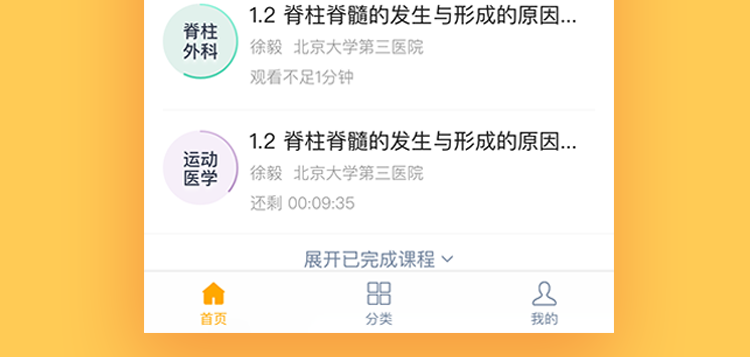 脊柱
外科
1.2 脊柱脊髓的发生与形成的原因...
徐毅 北京大学第三医院
观看不足1分钟
运动
医学
1.2 脊柱脊髓的发生与形成的原因...
徐毅 北京大学第三医院
还剩 00:09:35
展开已完成课程
首页
分类
我的